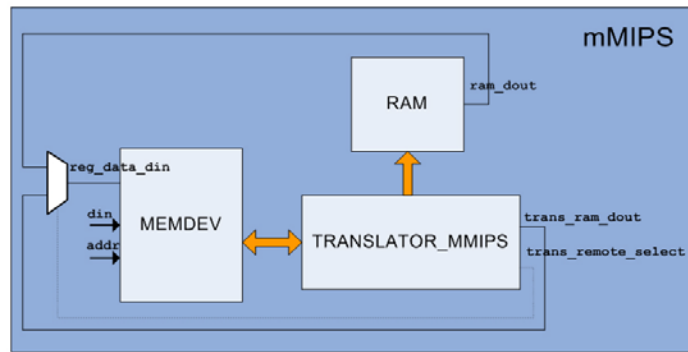 mMIPS
ram_dout
RAM
reg_data_din
din
addr
MEMDEV
TRANSLATOR_MMIPS
trans_ram_dout
trans_remote_select